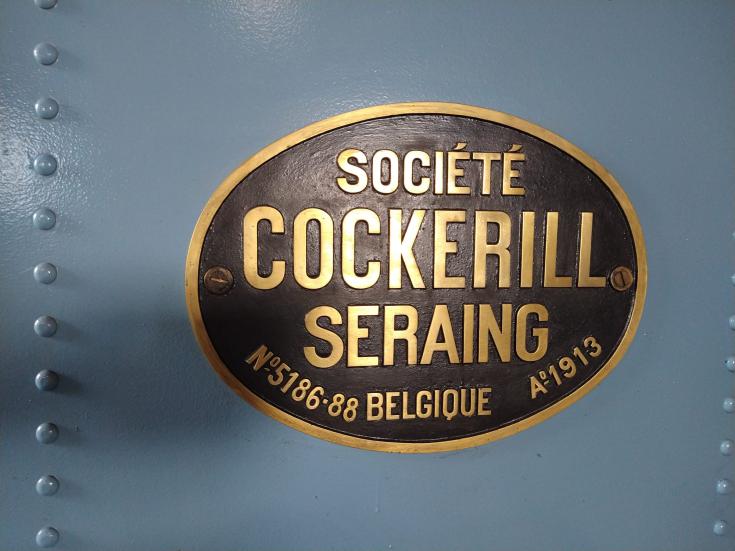 SOCIÉTÉ
COCKERILL
SERAING
Nº5186·88 BELGIQUE Aº1913